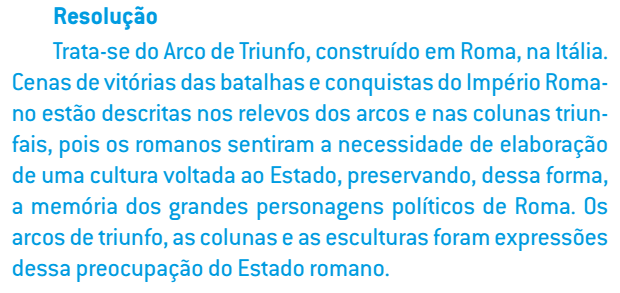 Resolução
Trata-se do Arco de Triunfo, construído em Roma, na Itália.
Cenas de vitórias das batalhas e conquistas do Império Roma-
no estão descritas nos relevos dos arcos e nas colunas triun-
fais, pois os romanos sentiram a necessidade de elaboração
de uma cultura voltada ao Estado, preservando, dessa forma,
a memória dos grandes personagens políticos de Roma. Os
arcos de triunfo, as colunas e as esculturas foram expressões
dessa preocupação do Estado romano.